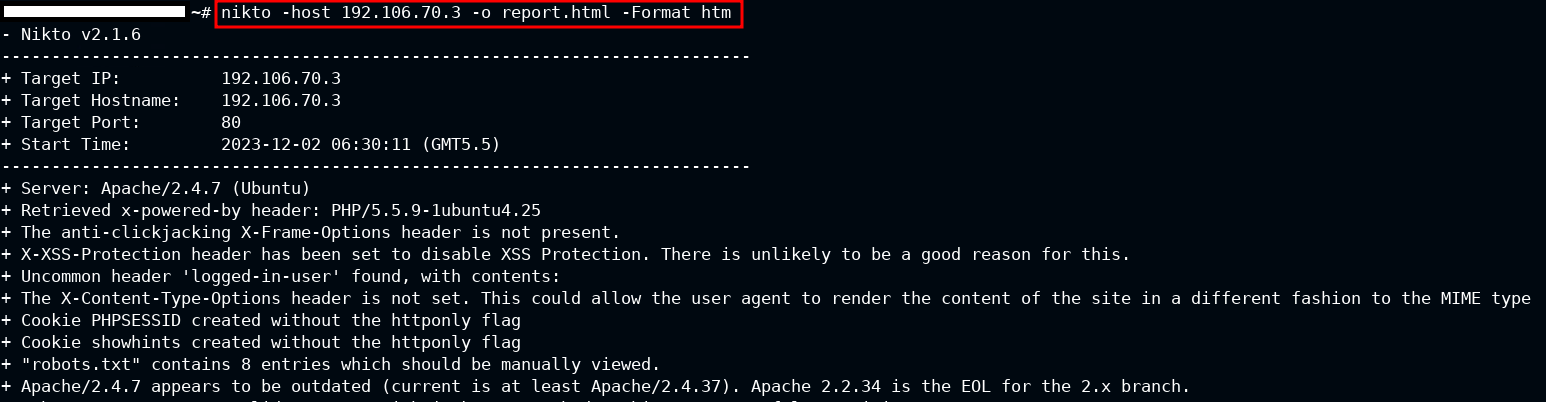 ~# nikto -host 192.106.70.3 -o report.html -Format htm
- Nikto v2.1.6
---------------------------------------------------------------------------
+ Target IP:          192.106.70.3
+ Target Hostname:    192.106.70.3
+ Target Port:        80
+ Start Time:         2023-12-02 06:30:11 (GMT5.5)
---------------------------------------------------------------------------
+ Server: Apache/2.4.7 (Ubuntu)
+ Retrieved x-powered-by header: PHP/5.5.9-1ubuntu4.25
+ The anti-clickjacking X-Frame-Options header is not present.
+ X-XSS-Protection header has been set to disable XSS Protection. There is unlikely to be a good reason for this.
+ Uncommon header 'logged-in-user' found, with contents:
+ The X-Content-Type-Options header is not set. This could allow the user agent to render the content of the site in a different fashion to the MIME type
+ Cookie PHPSESSID created without the httponly flag
+ Cookie showhints created without the httponly flag
+ "robots.txt" contains 8 entries which should be manually viewed.
+ Apache/2.4.7 appears to be outdated (current is at least Apache/2.4.37). Apache 2.2.34 is the EOL for the 2.x branch.